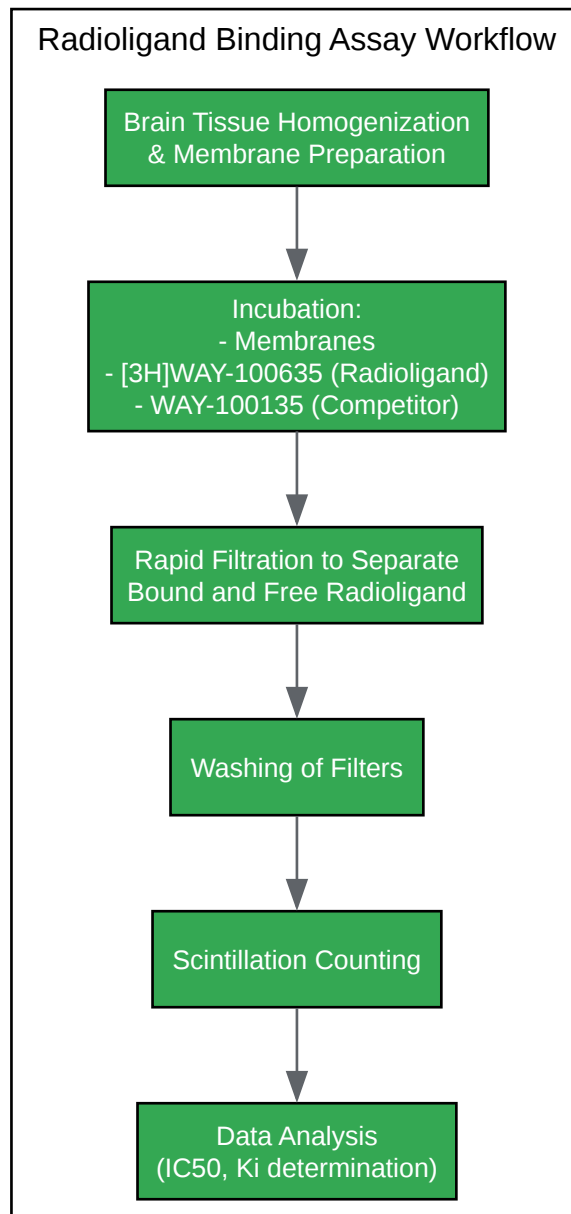 Radioligand Binding Assay Workflow
Brain Tissue Homogenization
& Membrane Preparation
Incubation:
- Membranes
- [3H]WAY-100635 (Radioligand)
- WAY-100135 (Competitor)
Rapid Filtration to Separate
Bound and Free Radioligand
Washing of Filters
Scintillation Counting
Data Analysis
(IC50, Ki determination)